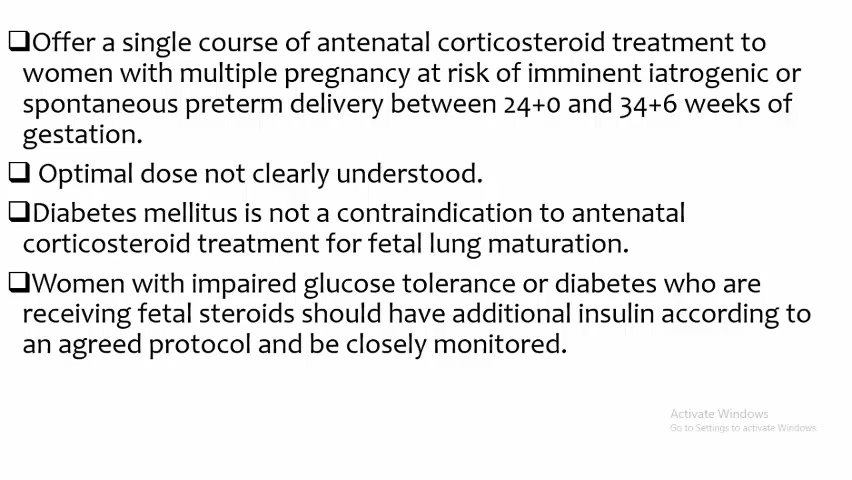 ❑Offer a single course of antenatal corticosteroid treatment to
women with multiple pregnancy at risk of imminent iatrogenic or
spontaneous preterm delivery between 24+0 and 34+6 weeks of
gestation.
❑ Optimal dose not clearly understood.
❑Diabetes mellitus is not a contraindication to antenatal
corticosteroid treatment for fetal lung maturation.
❑Women with impaired glucose tolerance or diabetes who are
receiving fetal steroids should have additional insulin according to
an agreed protocol and be closely monitored.
Activate Windows
Go to Settings to activate Windows.